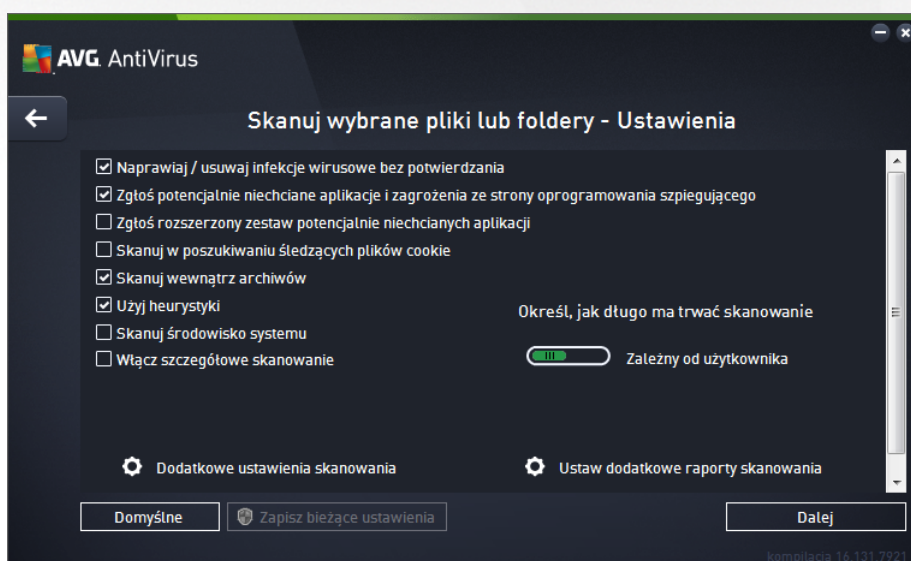 AVG. AntiVirus
Skanuj wybrane pliki lub foldery - Ustawienia
Naprawiaj / usuwaj infekcje wirusowe bez potwierdzania
Zgłoś potencjalnie niechciane aplikacje i zagrożenia ze strony oprogramowania szpiegującego
Zgłoś rozszerzony zestaw potencjalnie niechcianych aplikacji
Skanuj w poszukiwaniu śledzących plików cookie
Skanuj wewnątrz archiwów
Użyj heurystyki
Określ, jak długo ma trwać skanowanie
Skanuj środowisko systemu
Włącz szczegółowe skanowanie
Zależny od użytkownika
Dodatkowe ustawienia skanowania
Ustaw dodatkowe raporty skanowania
Domyślne
Zapisz bieżące ustawienia
Dalej
kompilacja 16.131.7921